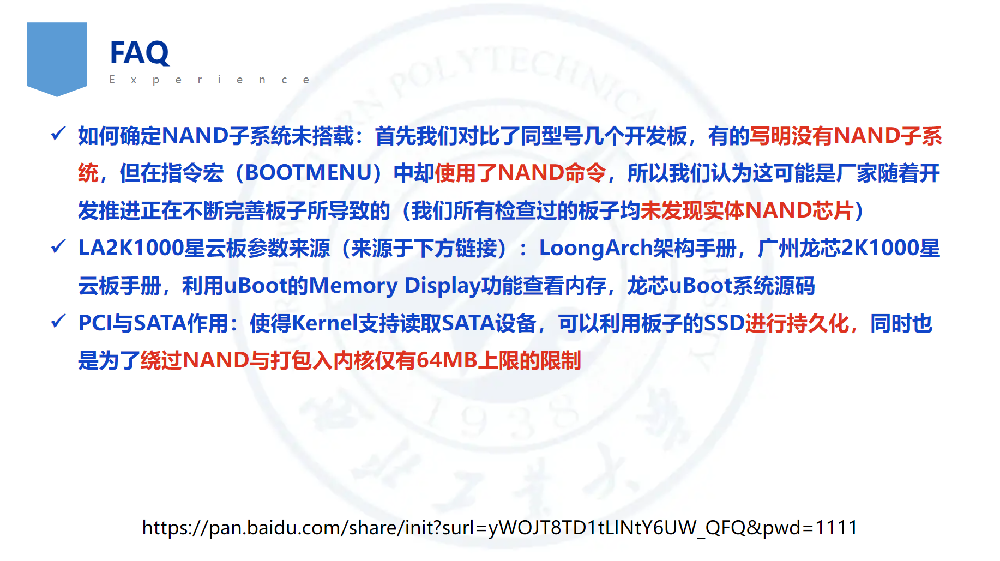 FAQ
Experience
如何确定NAND子系统未搭载：首先我们对比了同型号几个开发板，有的写明没有NAND子系
统，但在指令宏（BOOTMENU）中却使用了NAND命令，所以我们认为这可能是厂家随着开
发推进正在不断完善板子所导致的（我们所有检查过的板子均未发现实体NAND芯片）
LA2K1000星云板参数来源（来源于下方链接）：LoongArch架构手册，广州龙芯2K1000星
云板手册，利用uBoot的Memory Display功能查看内存，龙芯uBoot系统源码
PCI与SATA作用：使得Kernel支持读取SATA设备，可以利用板子的SSD进行持久化，同时也
是为了绕过NAND与打包入内核仅有64MB上限的限制
NORTHWESTERN POLYTECHNICAL UNIVERSITY
1938
西北工业大学
https://pan.baidu.com/share/init?surl=yWOJT8TD1tLlNtY6UW_QFQ&pwd=1111